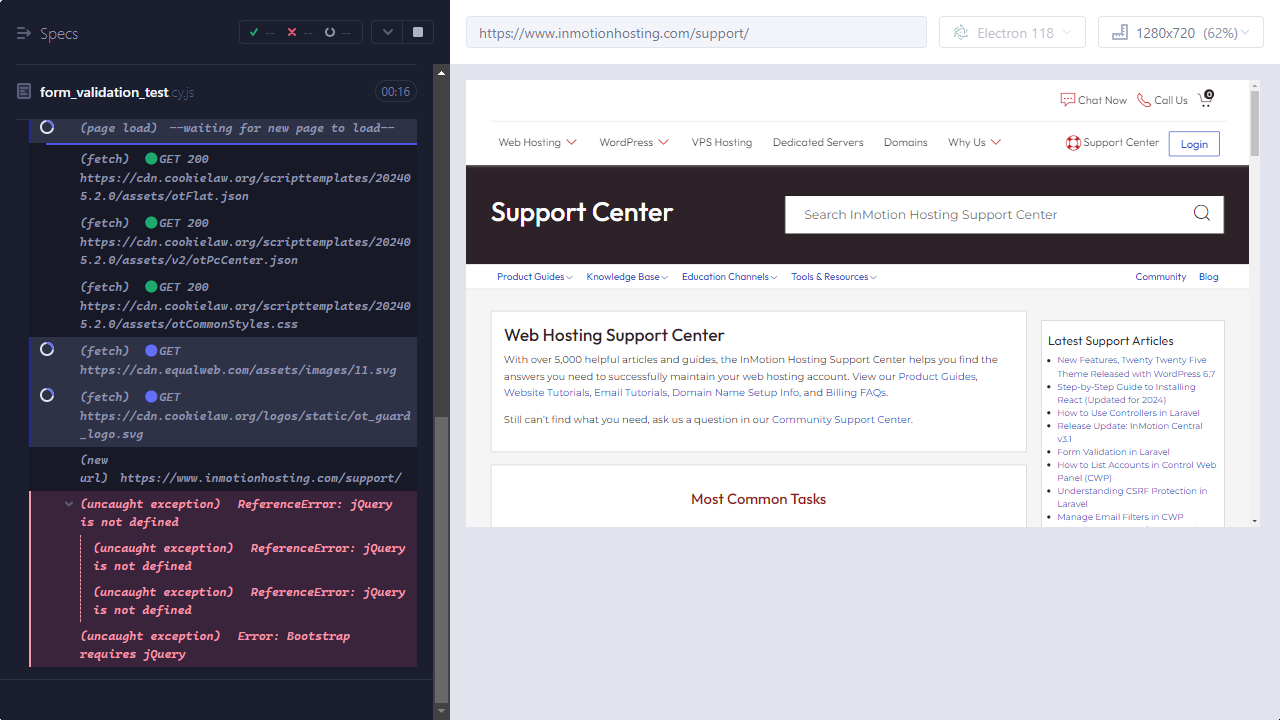 Specs
--
--
--
form_validation_test.cy.js
00:16
(page load) --waiting for new page to load--
(fetch) GET 200
https://cdn.cookielaw.org/scripttemplates/20240
5.2.0/assets/otFlat.json
(fetch) GET 200
https://cdn.cookielaw.org/scripttemplates/20240
5.2.0/assets/v2/otPcCenter.json
(fetch) GET 200
https://cdn.cookielaw.org/scripttemplates/20240
5.2.0/assets/otCommonStyles.css
(fetch) GET
https://cdn.equalweb.com/assets/images/11.svg
(fetch) GET
https://cdn.cookielaw.org/logos/static/ot_guard
_logo.svg
(new
url) https://www.inmotionhosting.com/support/
(uncaught exception) ReferenceError: jQuery
is not defined
(uncaught exception) ReferenceError: jQuery
is not defined
(uncaught exception) ReferenceError: jQuery
is not defined
(uncaught exception) Error: Bootstrap
requires jQuery
https://www.inmotionhosting.com/support/
Electron 118
1280x720 (62%)
Chat Now
Call Us
0
Web Hosting
WordPress
VPS Hosting
Dedicated Servers
Domains
Why Us
Support Center
Login
Support Center
Search InMotion Hosting Support Center
Product Guides
Knowledge Base
Education Channels
Tools & Resources
Community
Blog
Web Hosting Support Center
With over 5,000 helpful articles and guides, the InMotion Hosting Support Center helps you find the
answers you need to successfully maintain your web hosting account. View our Product Guides,
Website Tutorials, Email Tutorials, Domain Name Setup Info, and Billing FAQs.
Still can't find what you need, ask us a question in our Community Support Center.
Most Common Tasks
Latest Support Articles
New Features, Twenty Twenty Five
Theme Released with WordPress 6.7
Step-by-Step Guide to Installing
React (Updated for 2024)
How to Use Controllers in Laravel
Release Update: InMotion Central
v3.1
Form Validation in Laravel
How to List Accounts in Control Web
Panel (CWP)
Understanding CSRF Protection in
Laravel
Manage Email Filters in CWP